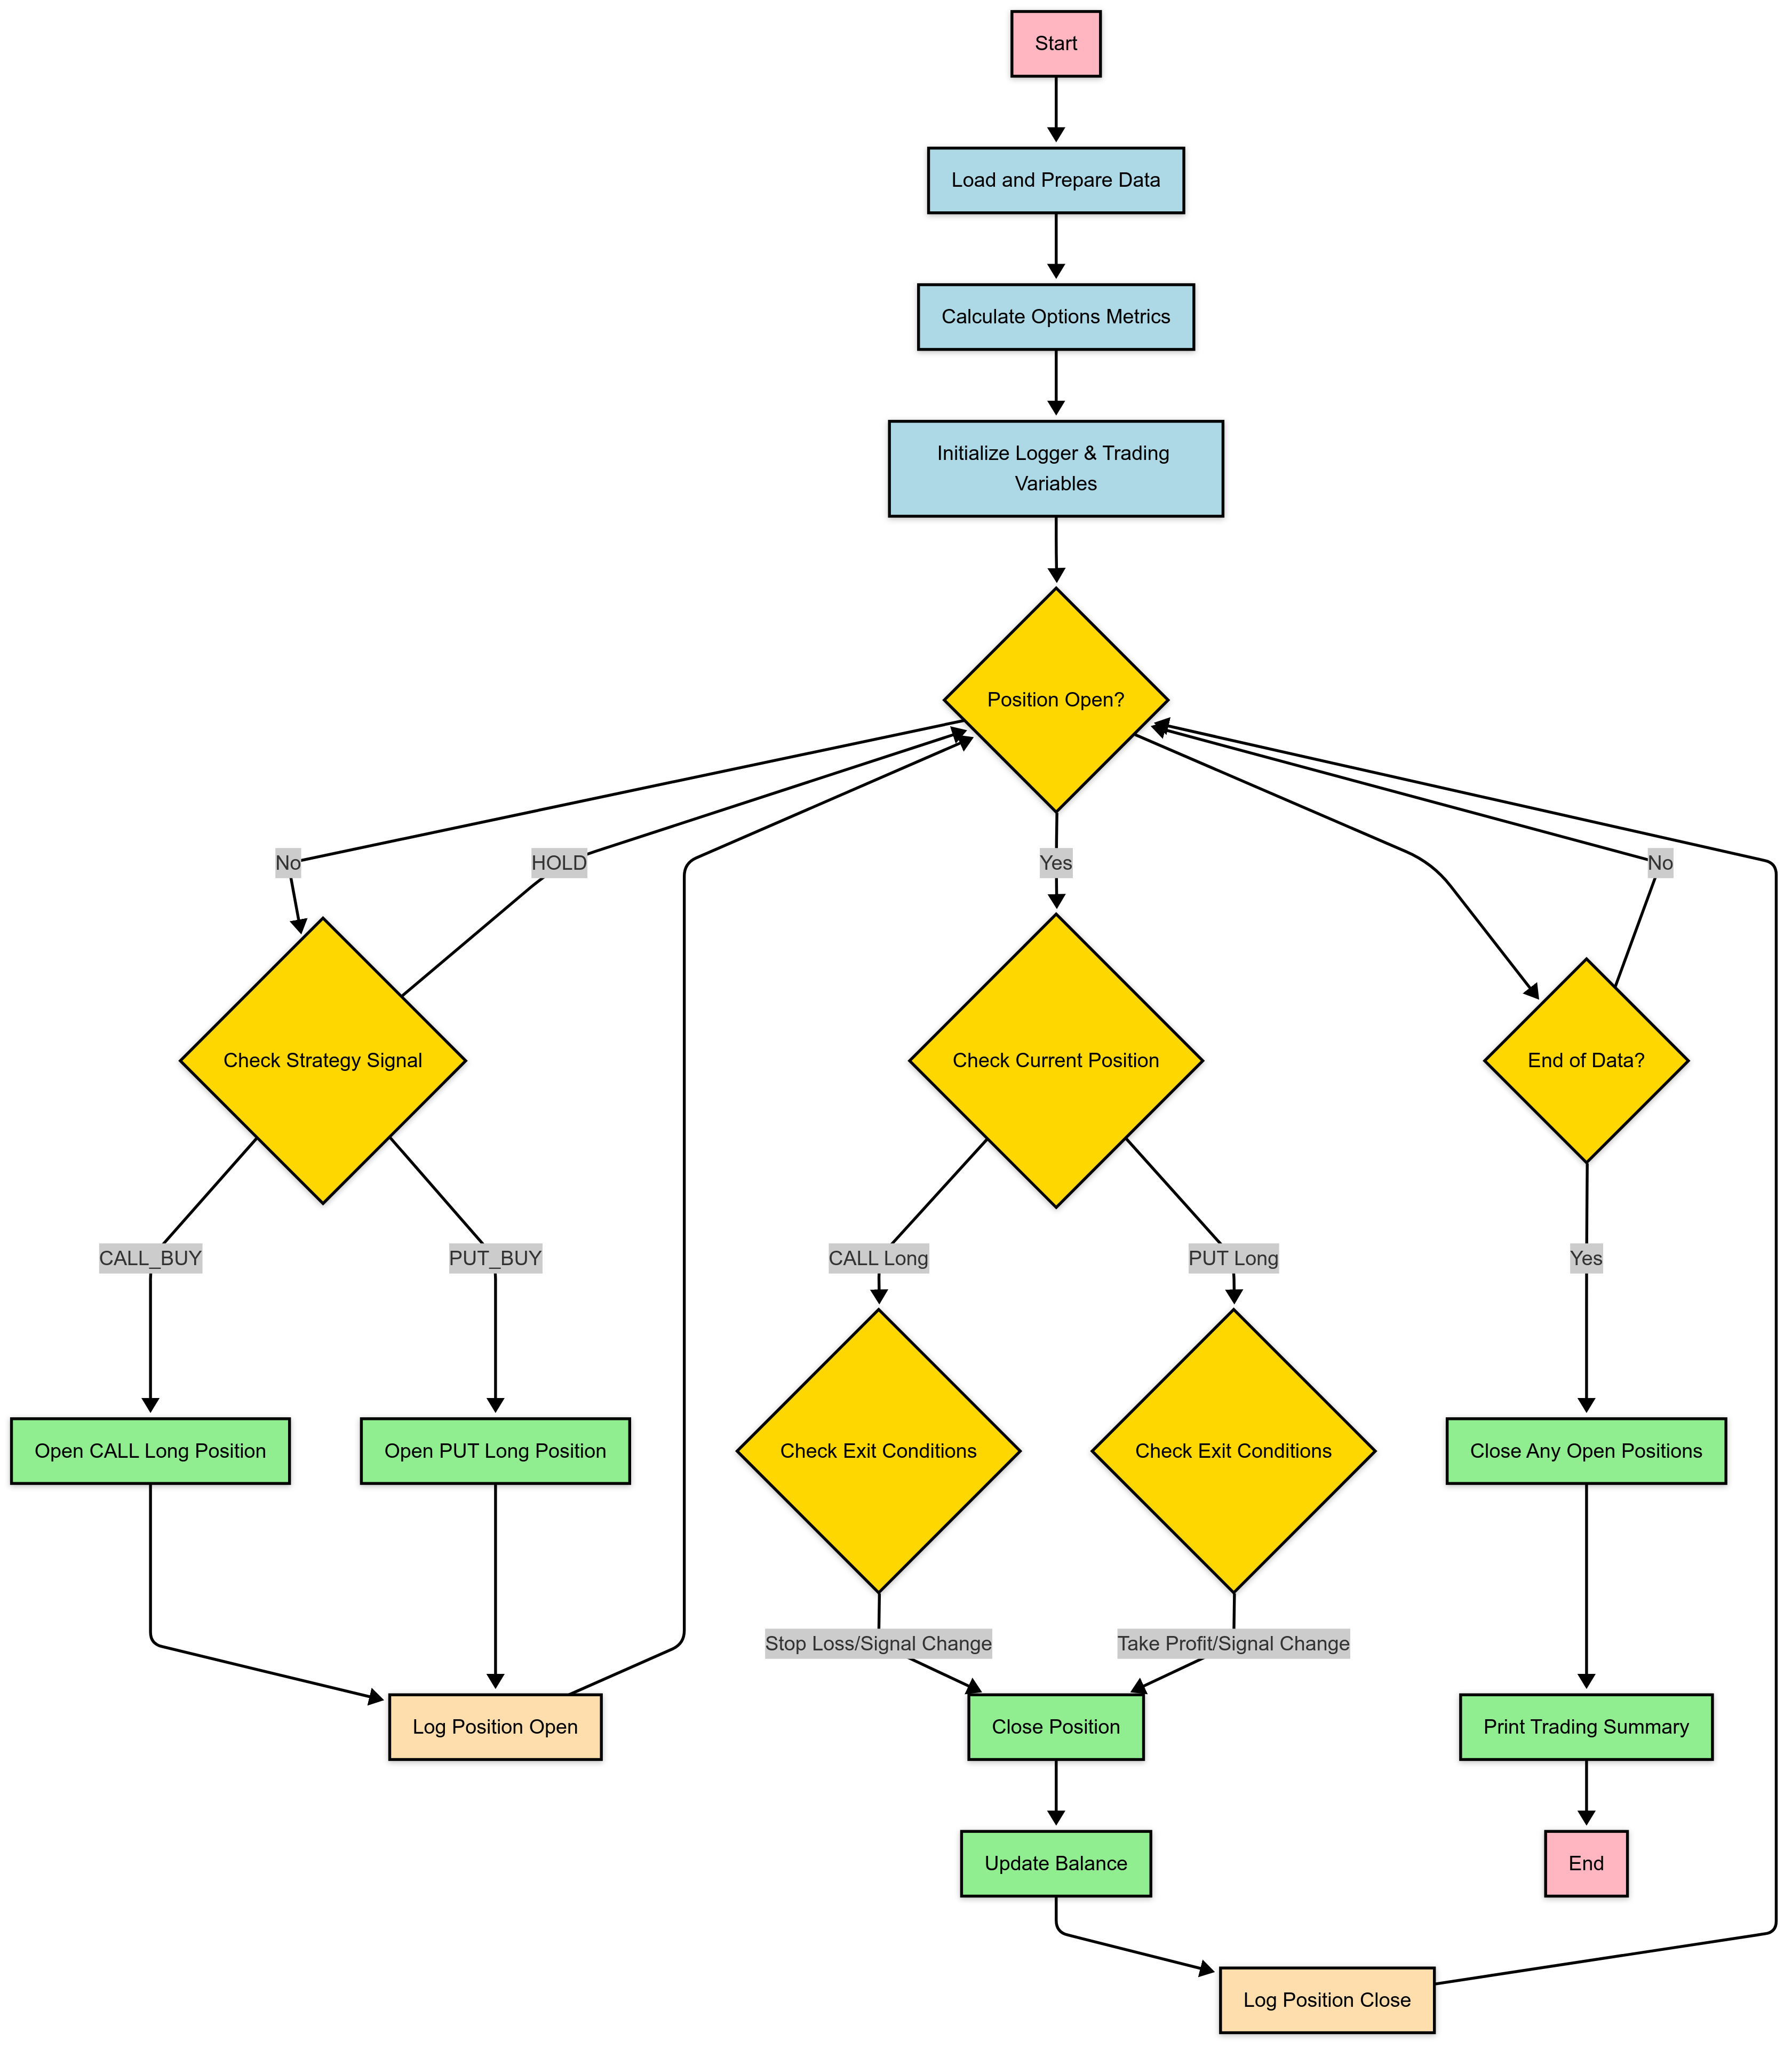 Start
Load and Prepare Data
Calculate Options Metrics
Initialize Logger & Trading
Variables
Position Open?
No
HOLD
Yes
No
Check Strategy Signal
Check Current Position
End of Data?
CALL_BUY
PUT_BUY
CALL Long
PUT Long
Yes
Open CALL Long Position
Open PUT Long Position
Check Exit Conditions
Check Exit Conditions
Close Any Open Positions
Stop Loss/Signal Change
Take Profit/Signal Change
Log Position Open
Close Position
Print Trading Summary
Update Balance
End
Log Position Close